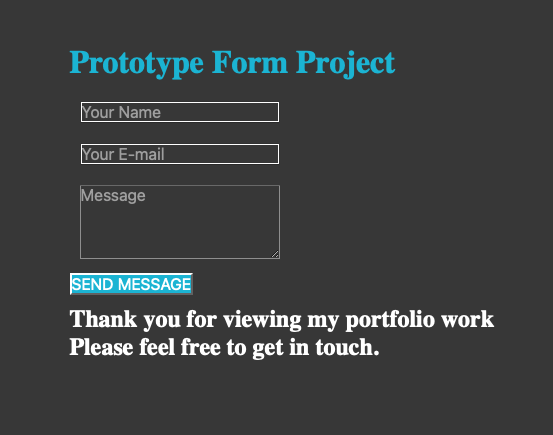 Prototype Form Project
Your Name
Your E-mail
Message
SEND MESSAGE
Thank you for viewing my portfolio work
Please feel free to get in touch.